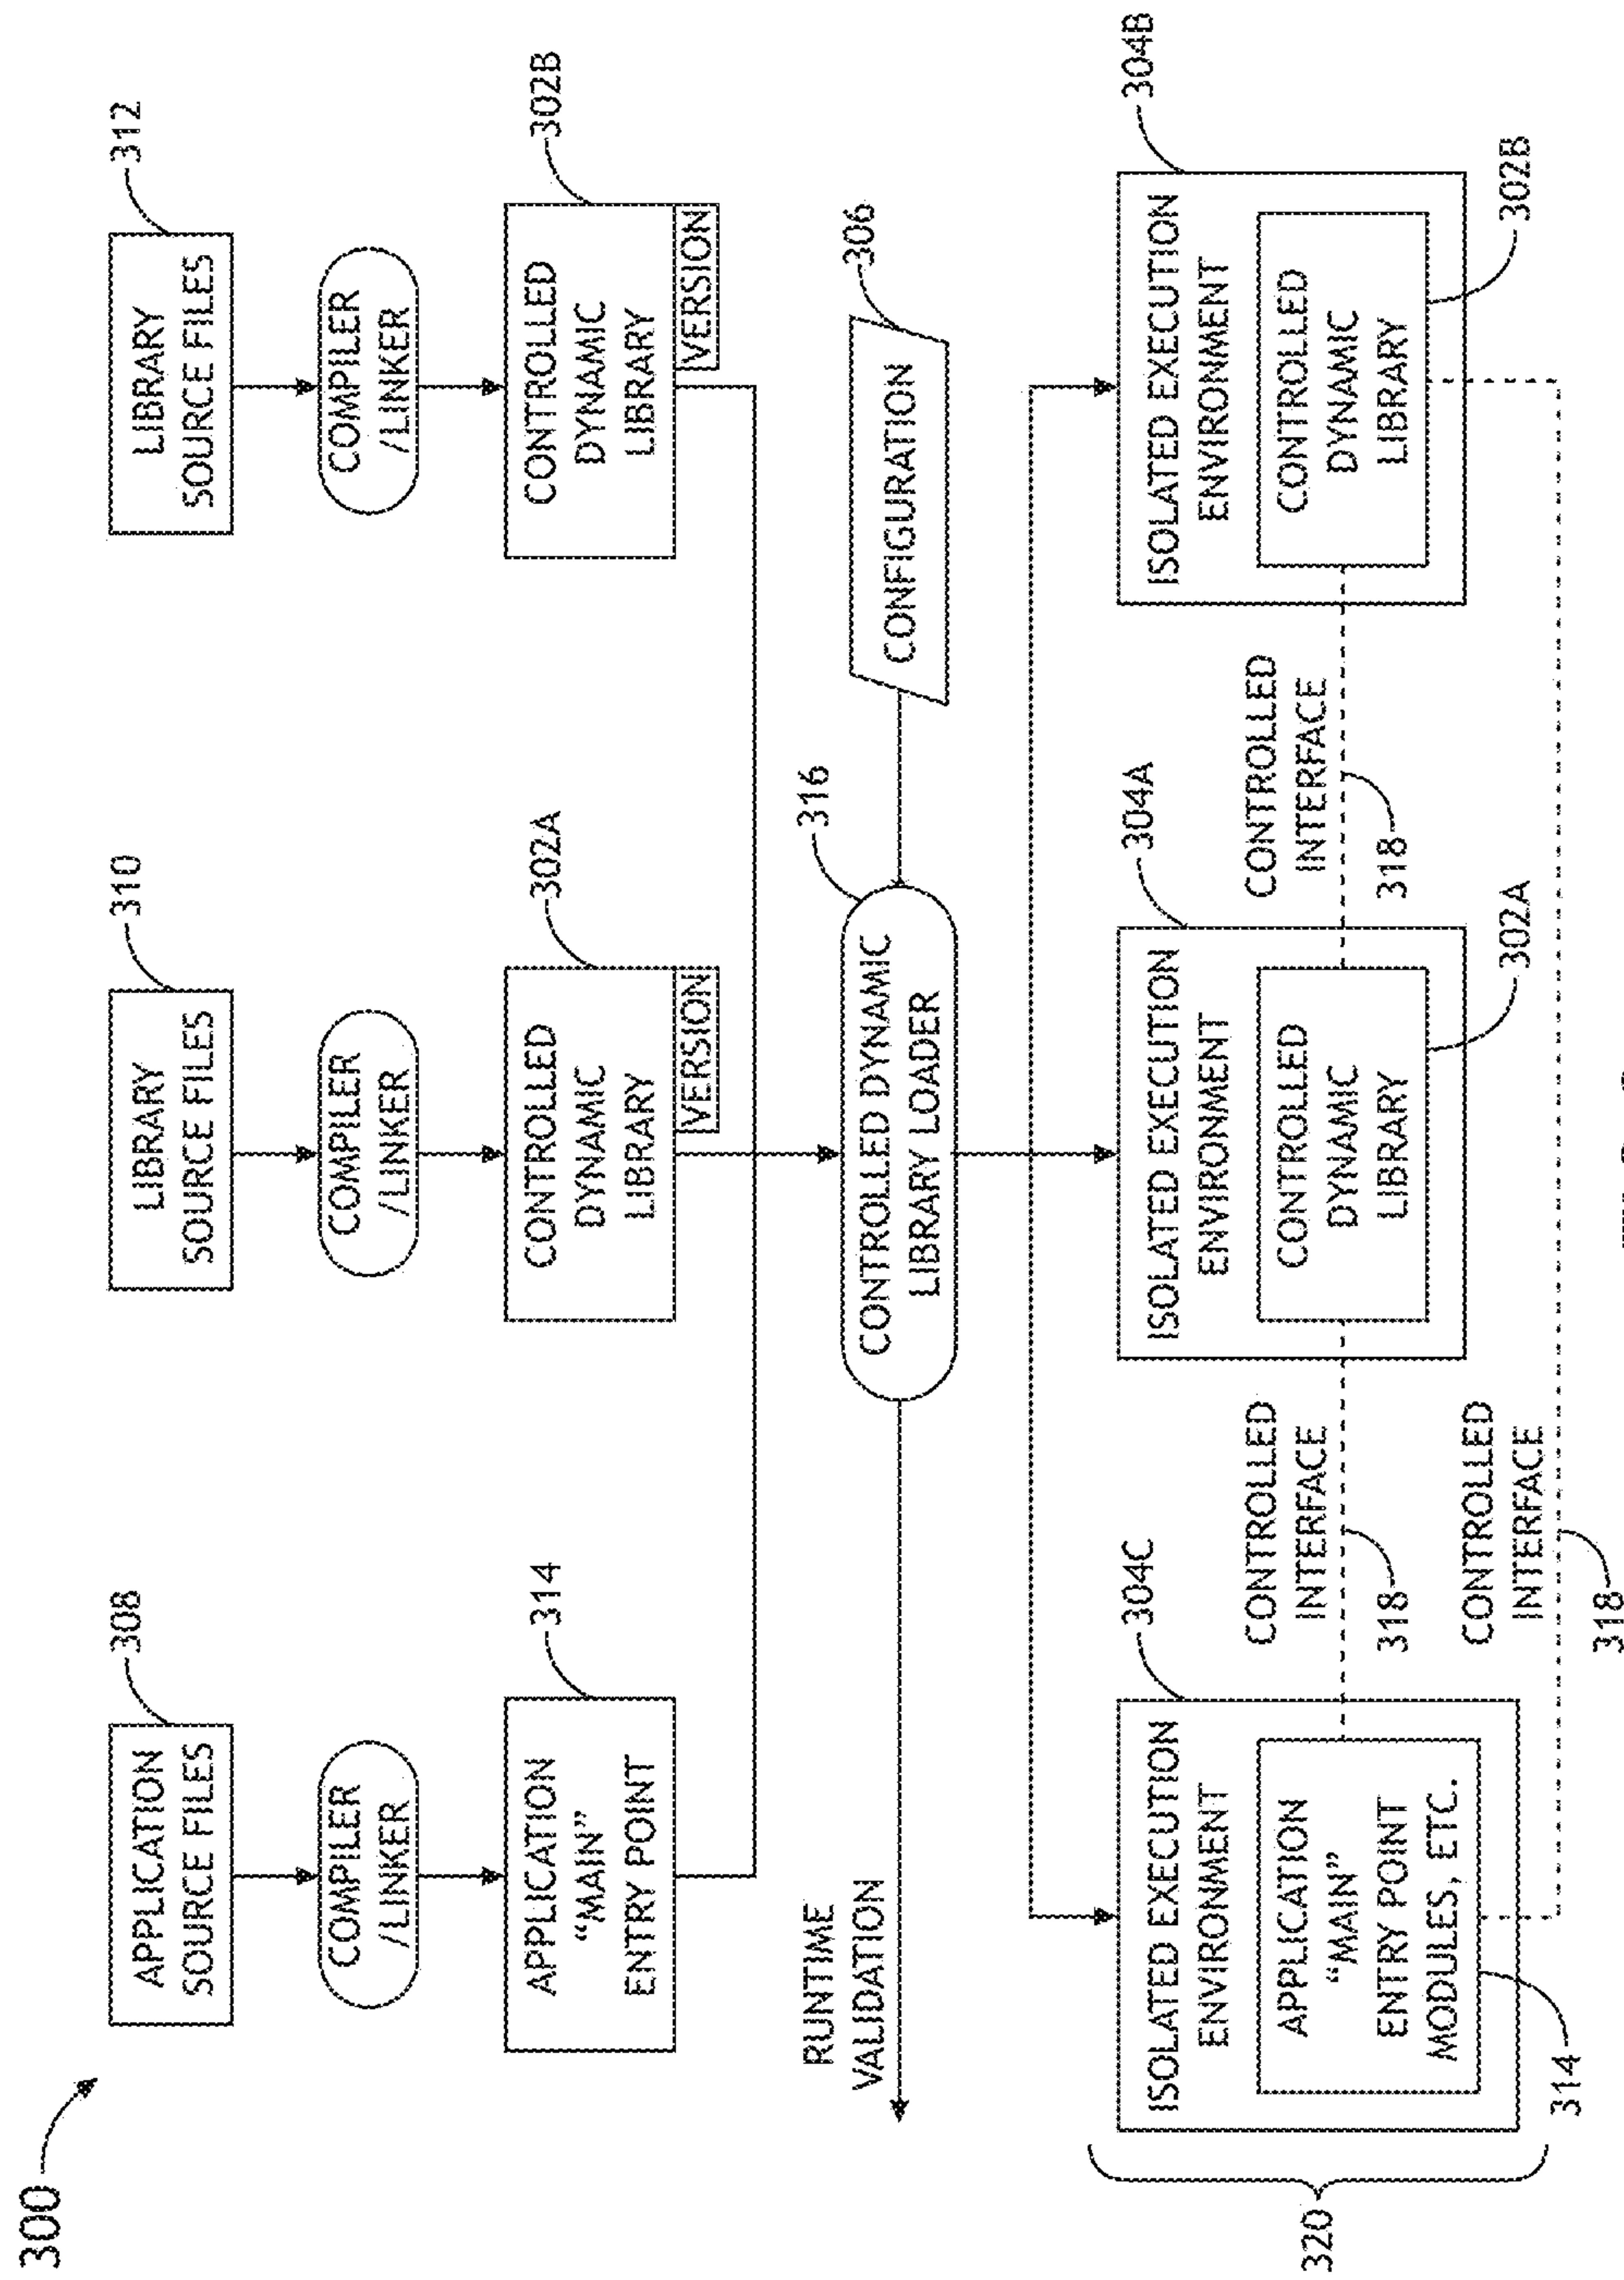 300
308
APPLICATION
SOURCE FILES
310
LIBRARY
SOURCE FILES
312
LIBRARY
SOURCE FILES
COMPILER
/LINKER
COMPILER
/LINKER
COMPILER
/LINKER
314
APPLICATION
“MAIN”
ENTRY POINT
302A
CONTROLLED
DYNAMIC
LIBRARY
VERSION
302B
CONTROLLED
DYNAMIC
LIBRARY
VERSION
RUNTIME
VALIDATION
316
CONTROLLED DYNAMIC
LIBRARY LOADER
306
CONFIGURATION
320
304C
ISOLATED EXECUTION
ENVIRONMENT
APPLICATION
“MAIN”
ENTRY POINT
MODULES, ETC.
314
CONTROLLED
INTERFACE
318
304A
ISOLATED EXECUTION
ENVIRONMENT
CONTROLLED
DYNAMIC
LIBRARY
302A
CONTROLLED
INTERFACE
318
304B
ISOLATED EXECUTION
ENVIRONMENT
CONTROLLED
DYNAMIC
LIBRARY
302B
CONTROLLED
INTERFACE
318